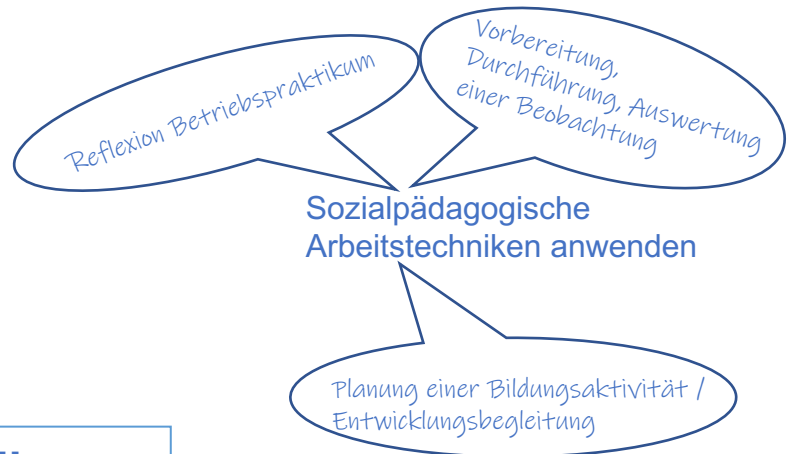 Reflexion Betriebspraktikum
Vorbereitung,
Durchführung, Auswertung
einer Beobachtung
Sozialpädagogische
Arbeitstechniken anwenden
Planung einer Bildungsaktivität /
Entwicklungsbegleitung